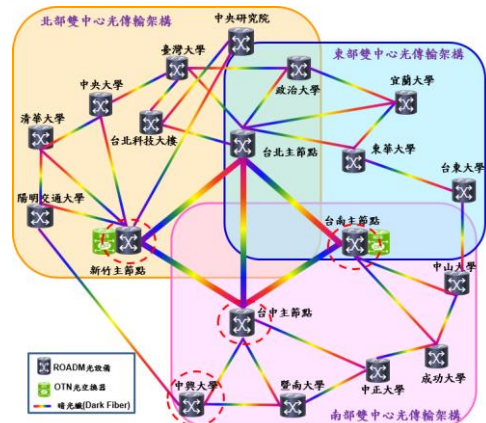 北部雙中心光傳輸架構
中央研究院
臺灣大學
東部雙中心光傳輸架構
中央大學
政治大學
宜蘭大學
清華大學
台北科技大樓
台北主節點
東華大學
台東大學
陽明交通大學
台南主節點
新竹主節點
中山大學
台中主節點
ROADM光設備
OTN光交換器
暗光纖(Dark Fiber)
中興大學
暨南大學
中正大學
成功大學
南部雙中心光傳輸架構